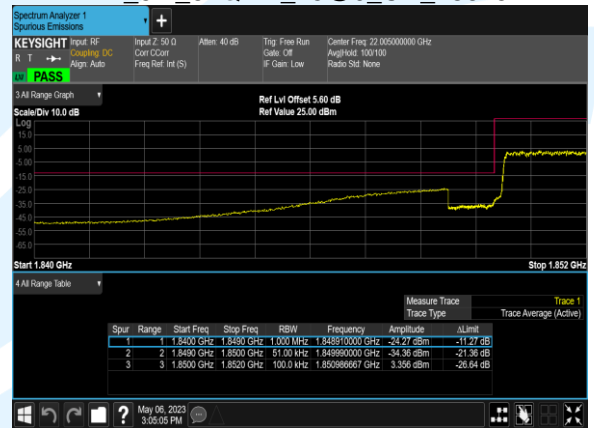 Spectrum Analyzer 1
Spurious Emissions
KEYSIGHT Input: RF Input Z: 50 Ω Atten: 40 dB Trig: Free Run Center Freq: 22.005000000 GHz
R T Coupling: DC Corr CCorr Gate: Off Avg|Hold: 100/100
Align: Auto Freq Ref: Int (S) IF Gain: Low Radio Std: None
LV PASS
3 All Range Graph
Ref Lvl Offset 5.60 dB
Scale/Div 10.0 dB Ref Value 25.00 dBm
Log
15.0
5.00
-5.00
-15.0
-25.0
-35.0
-45.0
-55.0
-65.0
Start 1.840 GHz Stop 1.852 GHz
4 All Range Table
Measure Trace Trace 1
Trace Type Trace Average (Active)
Spur Range Start Freq Stop Freq RBW Frequency Amplitude ΔLimit
1 1 1.8400 GHz 1.8490 GHz 1.000 MHz 1.848910000 GHz -24.27 dBm -11.27 dB
2 2 1.8490 GHz 1.8500 GHz 51.00 kHz 1.849990000 GHz -34.36 dBm -21.36 dB
3 3 1.8500 GHz 1.8520 GHz 100.0 kHz 1.850986667 GHz 3.356 dBm -26.64 dB
? May 06, 2023
3:05:05 PM